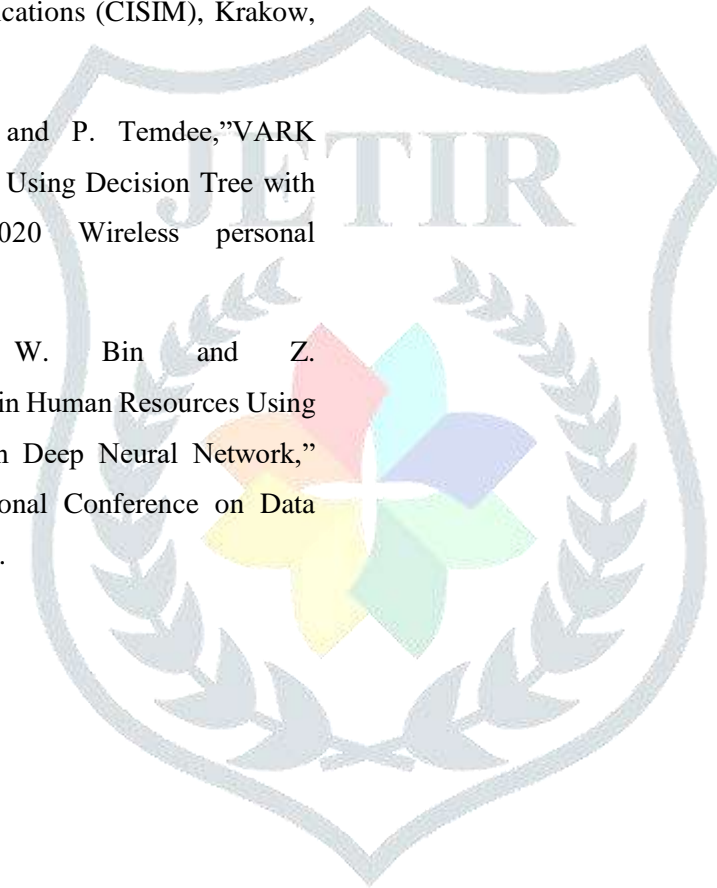 ications (CISIM), Krakow,
and P. Temdee,”VARK
Using Decision Tree with
020 Wireless personal
W. Bin and Z.
in Human Resources Using
n Deep Neural Network,”
onal Conference on Data
.
JETIR